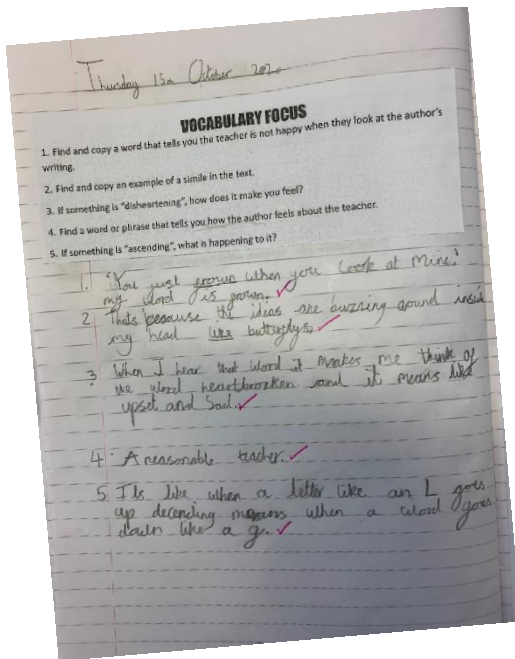 Thursday 15th October 2020
VOCABULARY FOCUS
1. Find and copy a word that tells you the teacher is not happy when they look at the author's
writing.
2. Find and copy an example of a simile in the text.
3. If something is "disheartening", how does it make you feel?
4. Find a word or phrase that tells you how the author feels about the teacher.
5. If something is "ascending", what is happening to it?
1. 'You just grown when you look at mine.'
my word is grown.
2. Thats because the ideas are buzzing around inside
my head like butterflys.
3. When I hear that word it makes me think of
the word heartbroken and it means like
upset and sad.
4. A reasonable teacher.
5 Its like when a letter like an L goes
up decending means when a word goes
down like a g.